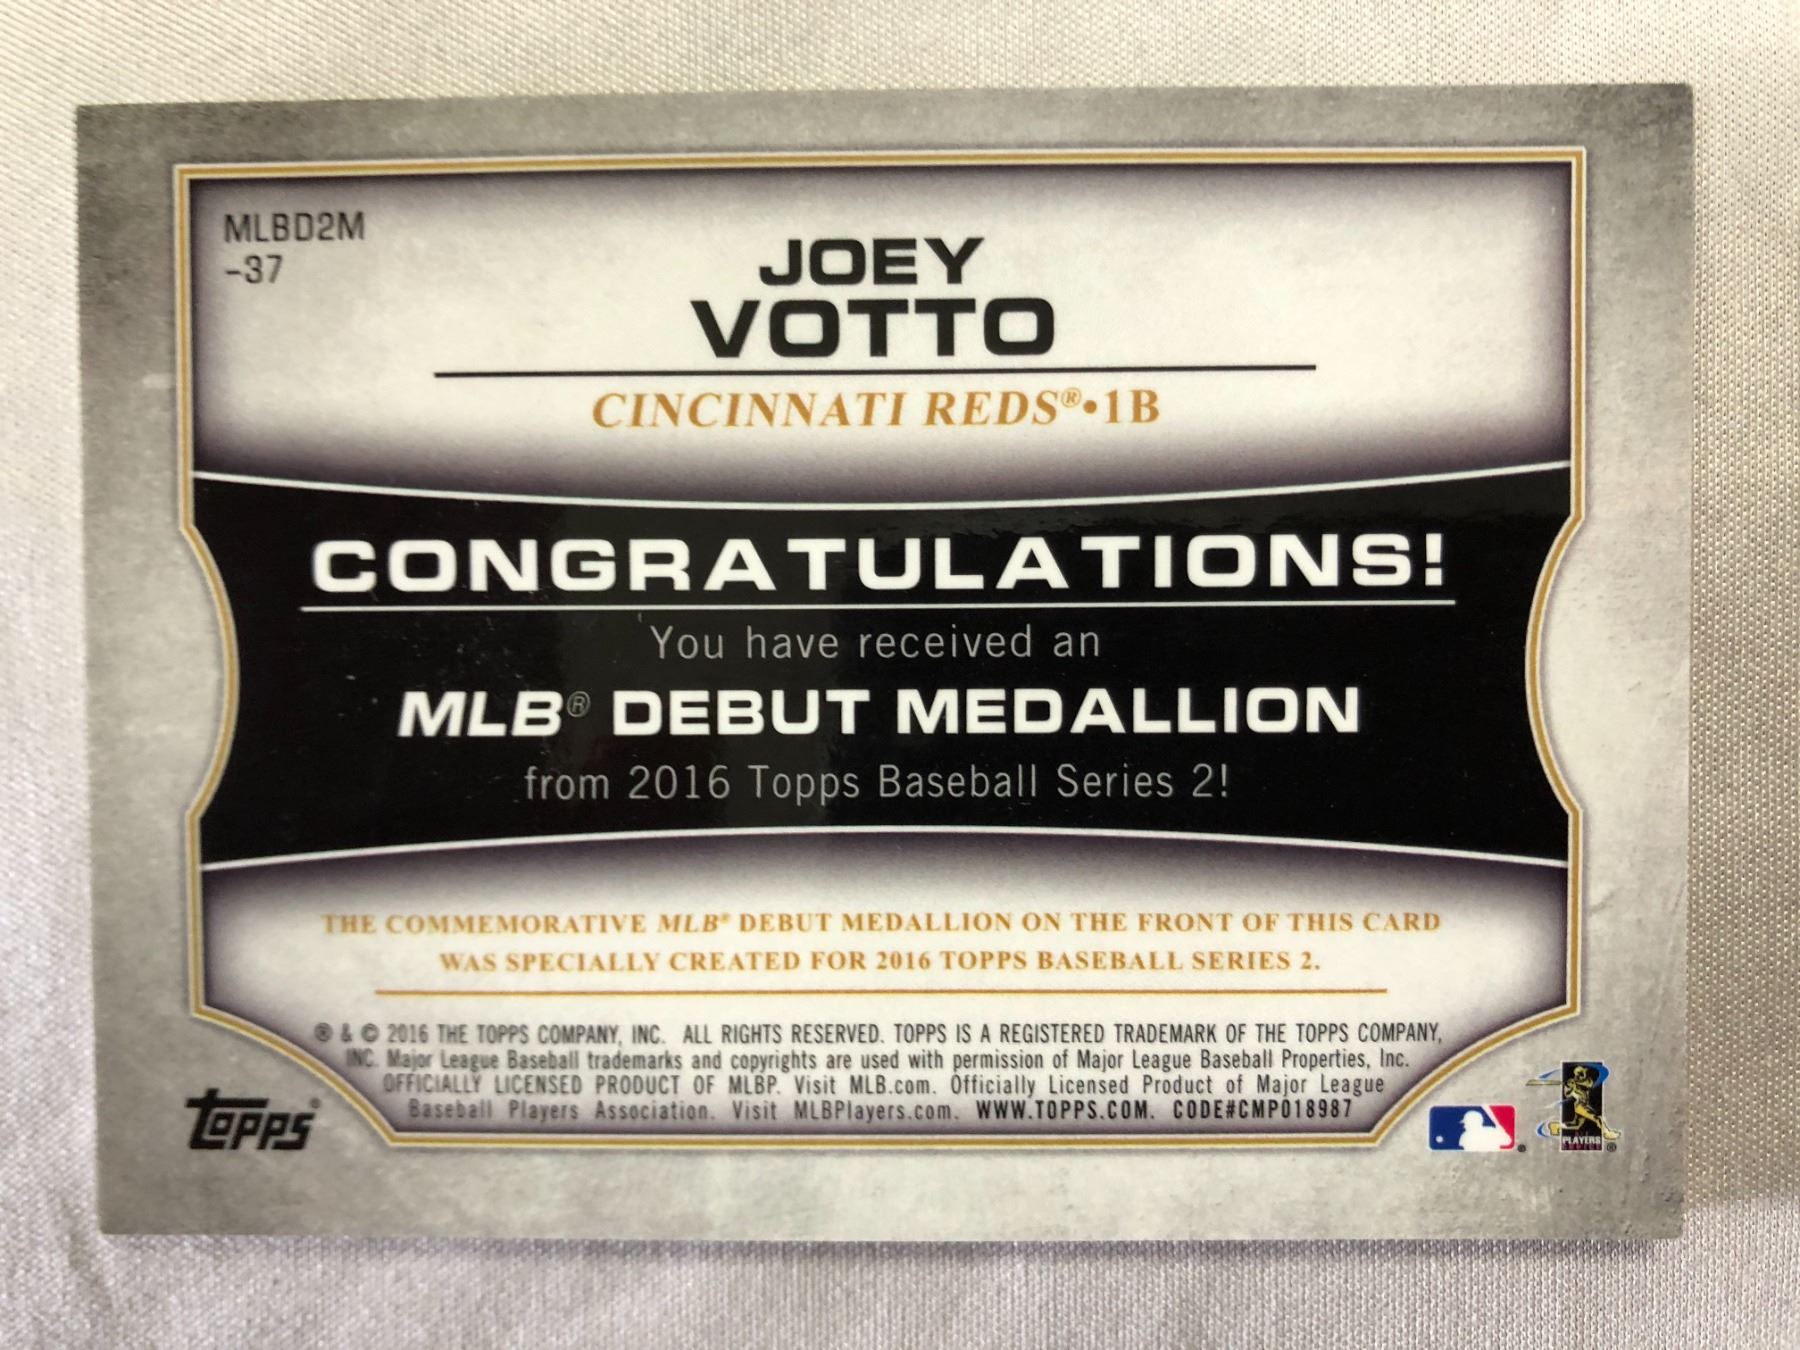 MLBD2M
-37
JOEY
VOTTO
CINCINNATI REDS®•1B
CONGRATULATIONS!
You have received an
MLB® DEBUT MEDALLION
from 2016 Topps Baseball Series 2!
THE COMMEMORATIVE MLB® DEBUT MEDALLION ON THE FRONT OF THIS CARD
WAS SPECIALLY CREATED FOR 2016 TOPPS BASEBALL SERIES 2.
® & © 2016 THE TOPPS COMPANY, INC. ALL RIGHTS RESERVED. TOPPS IS A REGISTERED TRADEMARK OF THE TOPPS COMPANY,
INC. Major League Baseball trademarks and copyrights are used with permission of Major League Baseball Properties, Inc.
OFFICIALLY LICENSED PRODUCT OF MLBP. Visit MLB.com. Officially Licensed Product of Major League
Baseball Players Association. Visit MLBPlayers.com. WWW.TOPPS.COM. CODE#CMP018987
Topps®
PLAYERS
CHOICE ®